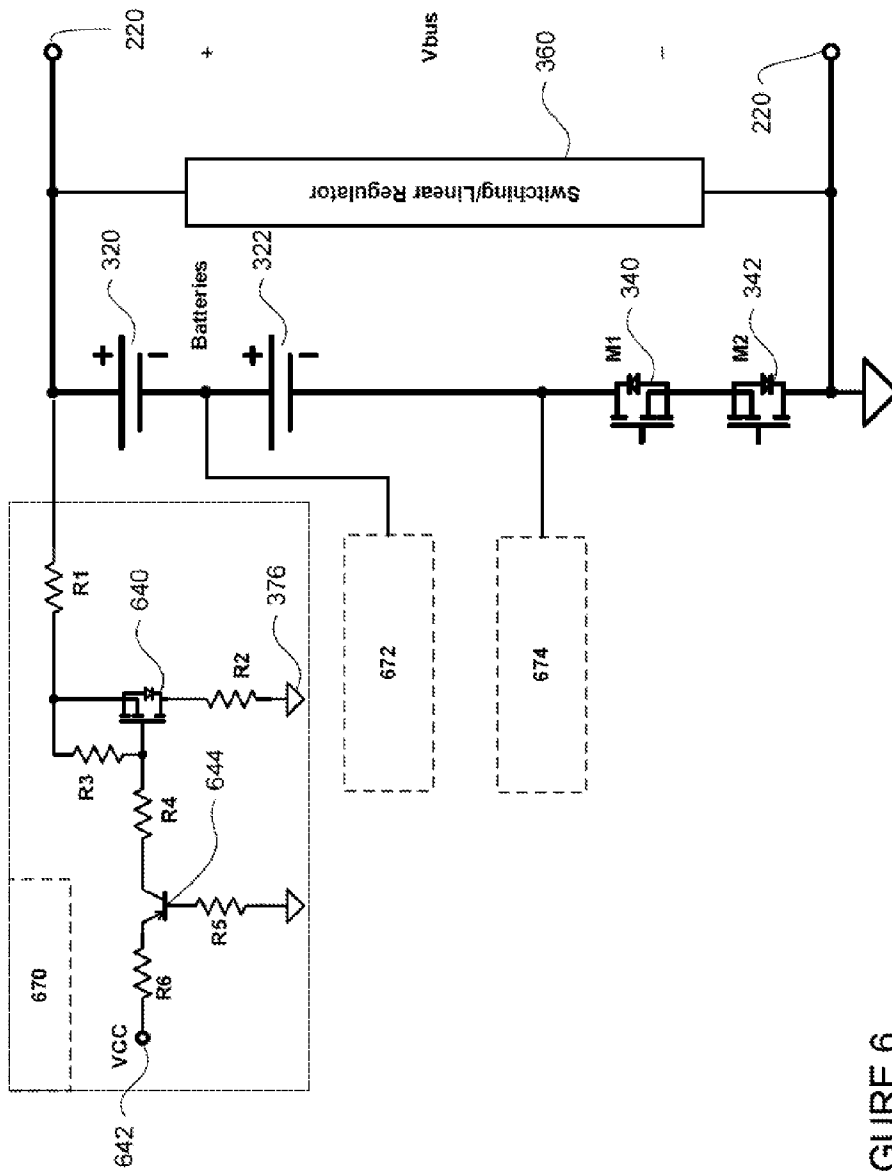 220
+
Vbus
−
220
360
Switching/Linear Regulator
320
+
−
Batteries
322
+
−
M1
340
M2
342
R1
640
R2
376
R3
R4
644
R5
R6
VCC
642
670
672
674
GURE 6